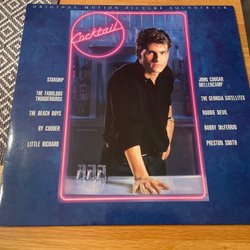 ORIGINAL MOTION PICTURE SOUNDTRACK
Cocktail
STARSHIP
THE FABULOUS
THUNDERBIRDS
THE BEACH BOYS
RY COODER
LITTLE RICHARD
JOHN COUGAR
MELLENCAMP
THE GEORGIA SATELLITES
ROBBIE NEVIL
BOBBY McFERRIN
PRESTON SMITH